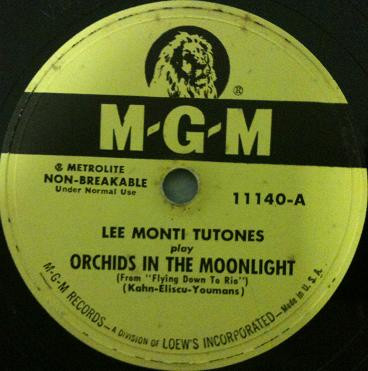 ®
M-G-M
® METROLITE
NON-BREAKABLE
Under Normal Use
11140-A
LEE MONTI TUTONES
play
ORCHIDS IN THE MOONLIGHT
(From "Flying Down To Rio")
(Kahn-Eliscu-Youmans)
M-G-M RECORDS—A DIVISION OF LOEW'S INCORPORATED—Made in U.S.A.